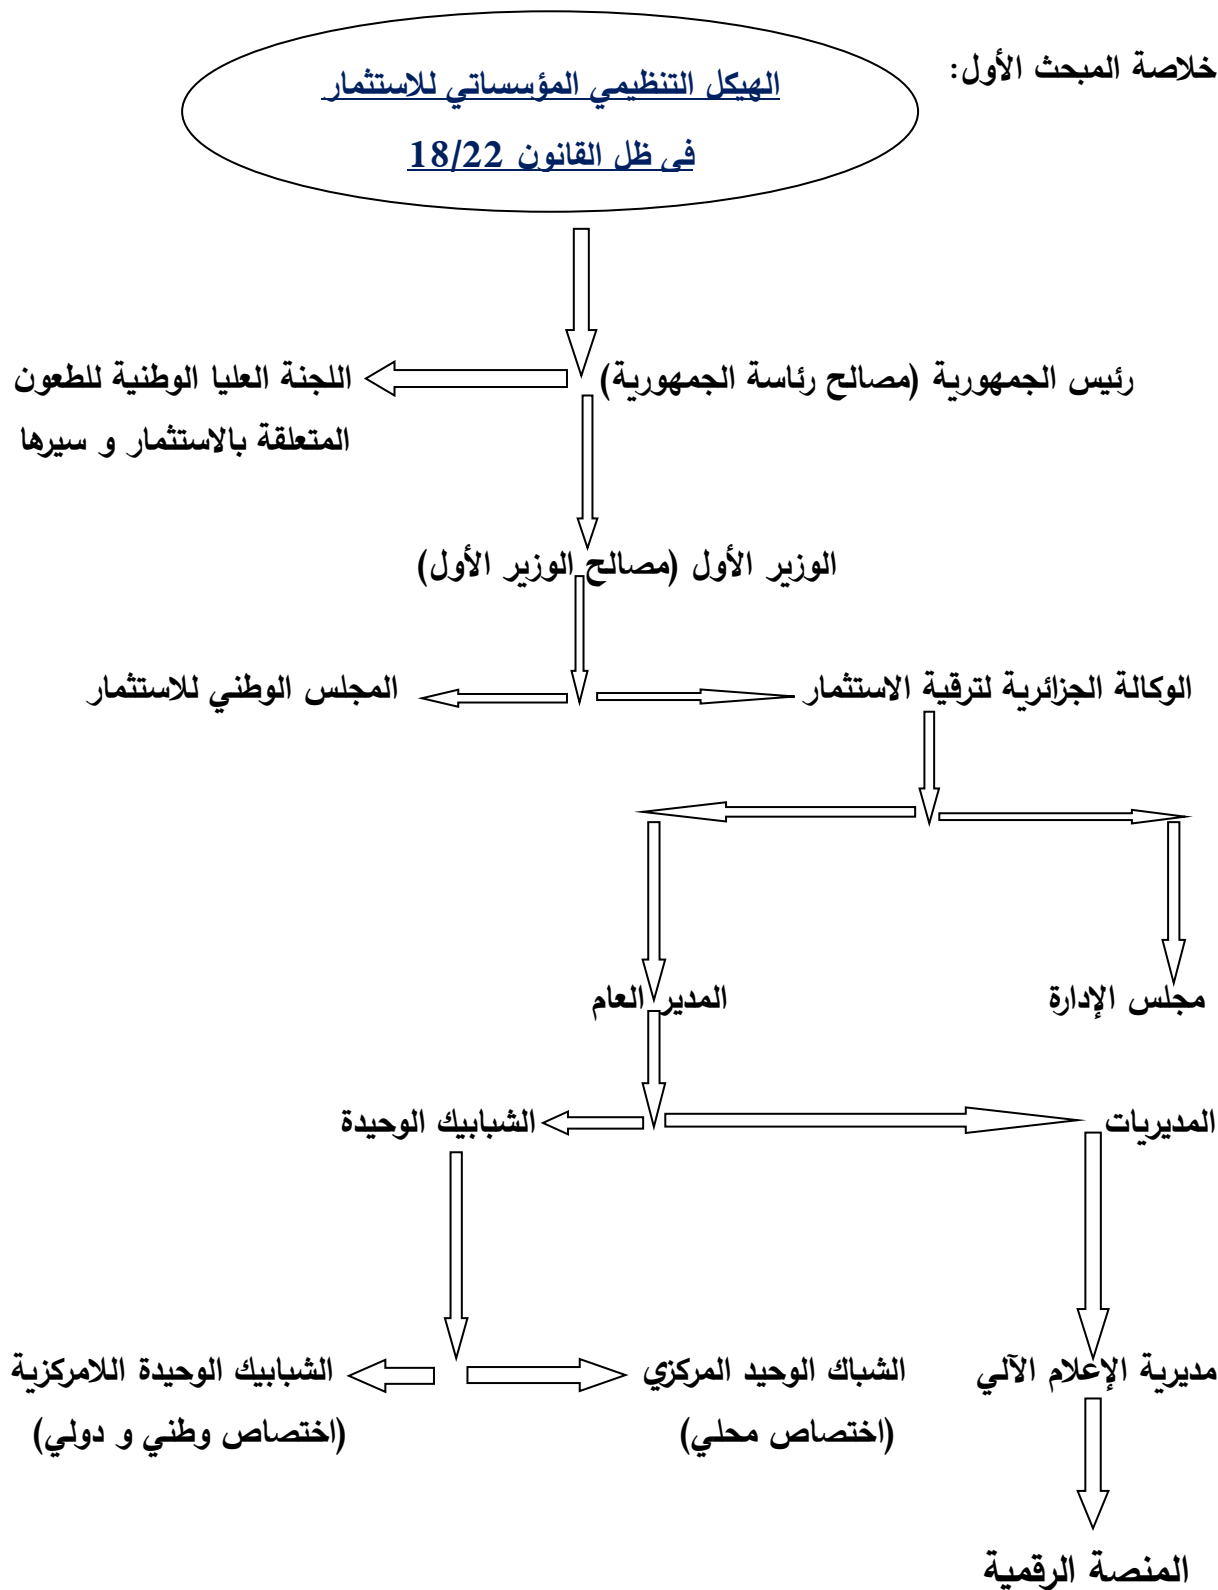 خلاصة المبحث الأول:
الهيكل التنظيمي المؤسساتي للاستثمار
في ظل القانون 18/22
رئيس الجمهورية (مصالح رئاسة الجمهورية)
اللجنة العليا الوطنية للطعون
المتعلقة بالاستثمار و سيرها
الوزير الأول (مصالح الوزير الأول)
الوكالة الجزائرية لترقية الاستثمار
المجلس الوطني للاستثمار
مجلس الإدارة
المدير العام
المديريات
الشبابيك الوحيدة
مديرية الإعلام الآلي
الشباك الوحيد المركزي
(اختصاص محلي)
الشبابيك الوحيدة اللامركزية
(اختصاص وطني و دولي)
المنصة الرقمية